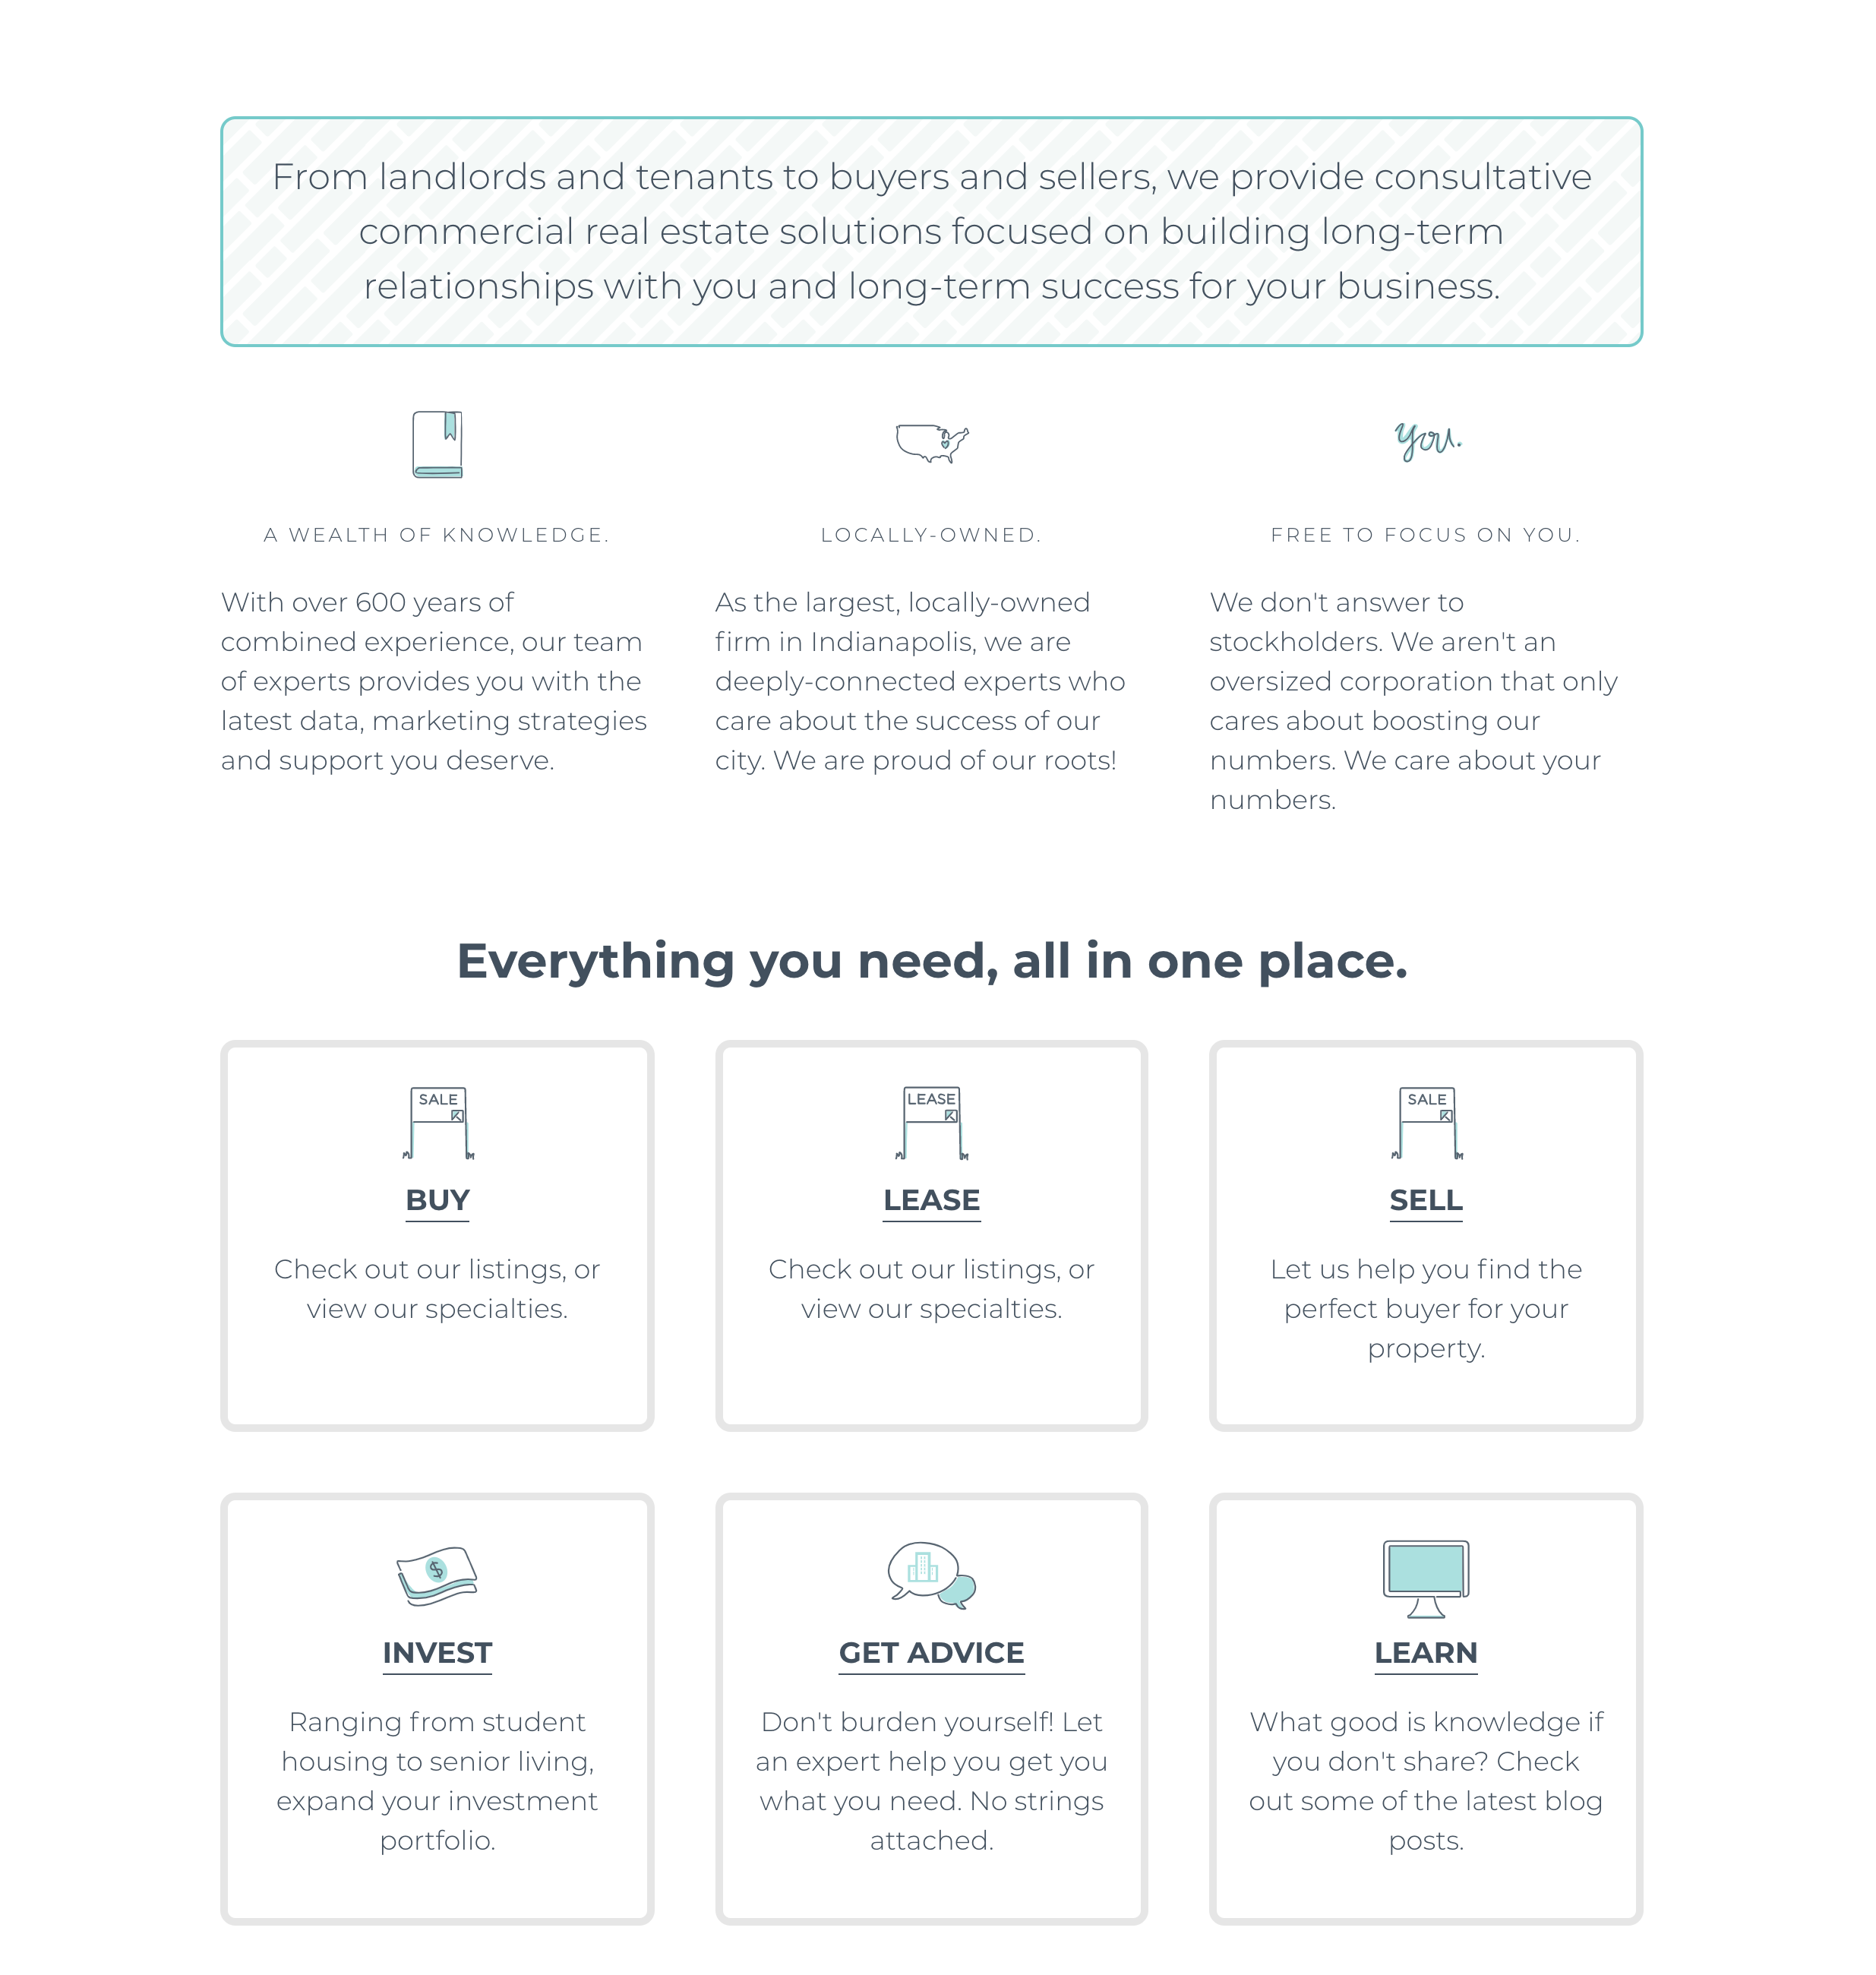 From landlords and tenants to buyers and sellers, we provide consultative
commercial real estate solutions focused on building long-term
relationships with you and long-term success for your business.
you.
A WEALTH OF KNOWLEDGE.
With over 600 years of
combined experience, our team
of experts provides you with the
latest data, marketing strategies
and support you deserve.
LOCALLY-OWNED.
As the largest, locally-owned
firm in Indianapolis, we are
deeply-connected experts who
care about the success of our
city. We are proud of our roots!
FREE TO FOCUS ON YOU.
We don't answer to
stockholders. We aren't an
oversized corporation that only
cares about boosting our
numbers. We care about your
numbers.
Everything you need, all in one place.
SALE
BUY
Check out our listings, or
view our specialties.
LEASE
LEASE
Check out our listings, or
view our specialties.
SALE
SELL
Let us help you find the
perfect buyer for your
property.
$
INVEST
Ranging from student
housing to senior living,
expand your investment
portfolio.
GET ADVICE
Don't burden yourself! Let
an expert help you get you
what you need. No strings
attached.
LEARN
What good is knowledge if
you don't share? Check
out some of the latest blog
posts.